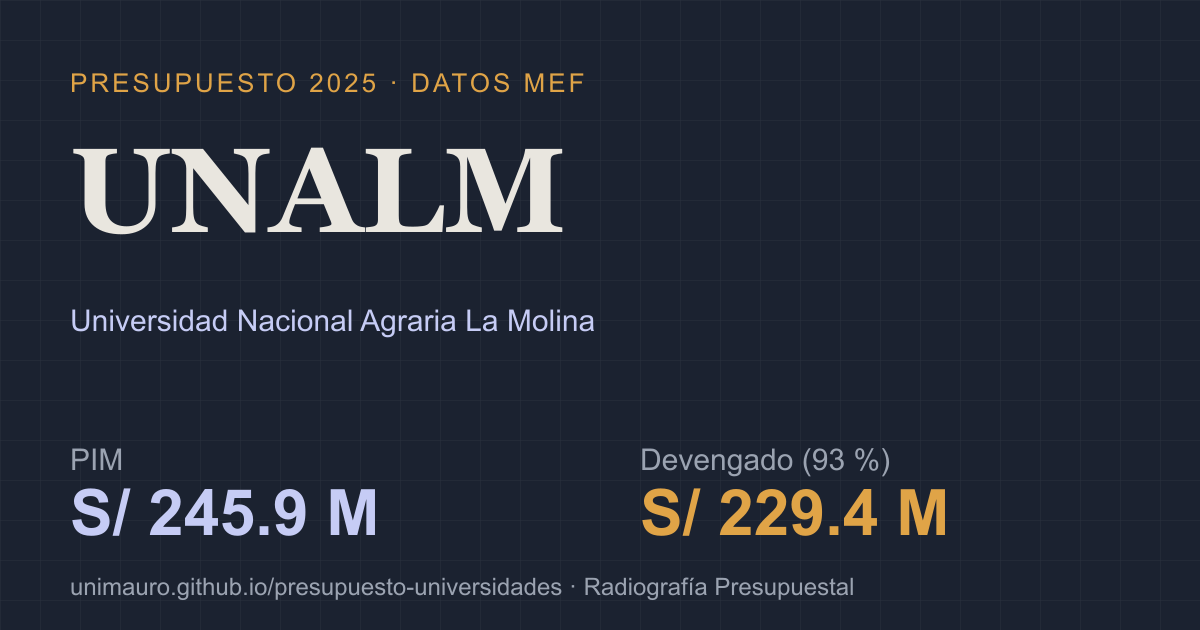 PRESUPUESTO 2025 · DATOS MEF
UNALM
Universidad Nacional Agraria La Molina
PIM
S/ 245.9 M
Devengado (93 %)
S/ 229.4 M
unimauro.github.io/presupuesto-universidades · Radiografía Presupuestal